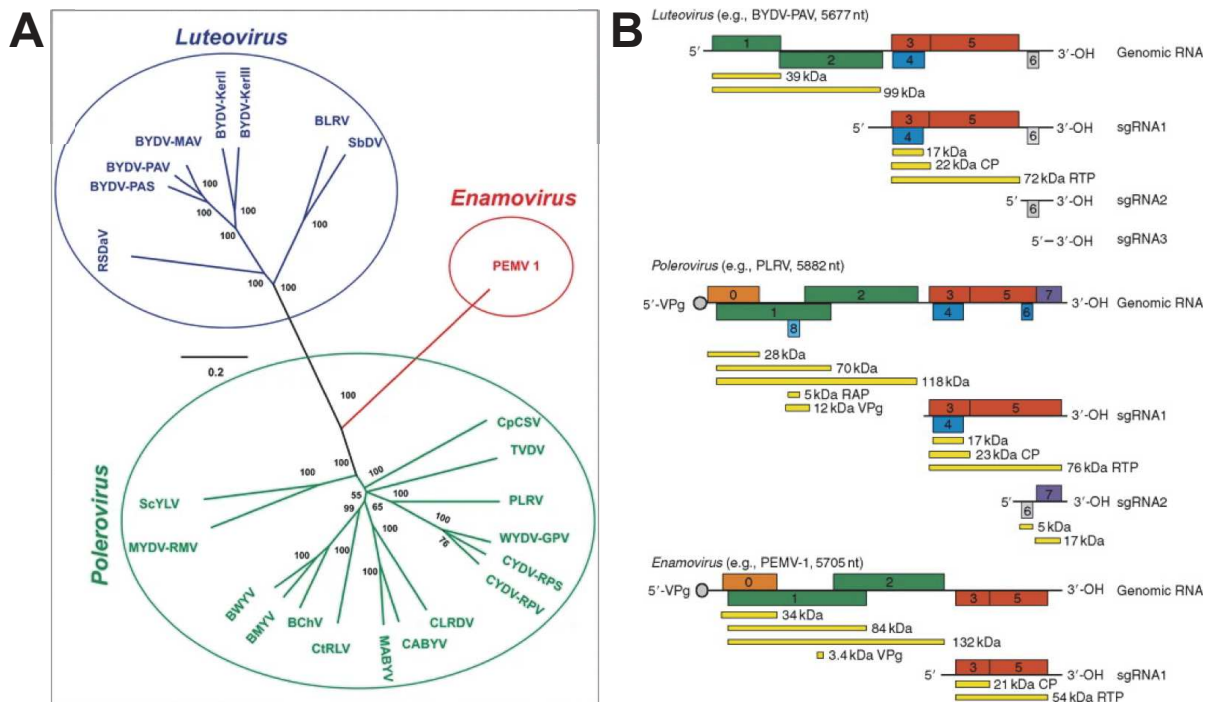 A
Luteovirus
BYDV-KerII
BYDV-KerIII
BLRV
SbDV
BYDV-MAV
BYDV-PAV
BYDV-PAS
100
100
100
100
100
RSDaV
100
100
Enamovirus
PEMV 1
0.2
100
Polerovirus
CpCSV
TVDV
PLRV
WYDV-GPV
CYDV-RPS
CYDV-RPV
ScYLV
MYDV-RMV
100
100
100
100
55
99
65
100
76
100
100
100
100
BWYV
BMYV
BChV
CtRLV
MABYV
CABYV
CLRDV
B
Luteovirus (e.g., BYDV-PAV, 5677 nt)
5′ 1 2 3 5 4 6 3′-OH Genomic RNA
39 kDa
99 kDa
5′ 3 5 4 6 3′-OH sgRNA1
17 kDa
22 kDa CP
72 kDa RTP
5′ 6 3′-OH sgRNA2
5′ 3′-OH sgRNA3
Polerovirus (e.g., PLRV, 5882 nt)
5′-VPg 0 2 3 5 7 3′-OH Genomic RNA
1 8 4 6
28 kDa
70 kDa
118 kDa
5 kDa RAP
12 kDa VPg
3 5 4 3′-OH sgRNA1
17 kDa
23 kDa CP
76 kDa RTP
5′ 7 6 3′-OH sgRNA2
5 kDa
17 kDa
Enamovirus (e.g., PEMV-1, 5705 nt)
5′-VPg 0 2 3′-OH Genomic RNA
1 3 5
34 kDa
84 kDa
132 kDa
3.4 kDa VPg
5′ 3 5 3′-OH sgRNA1
21 kDa CP
54 kDa RTP